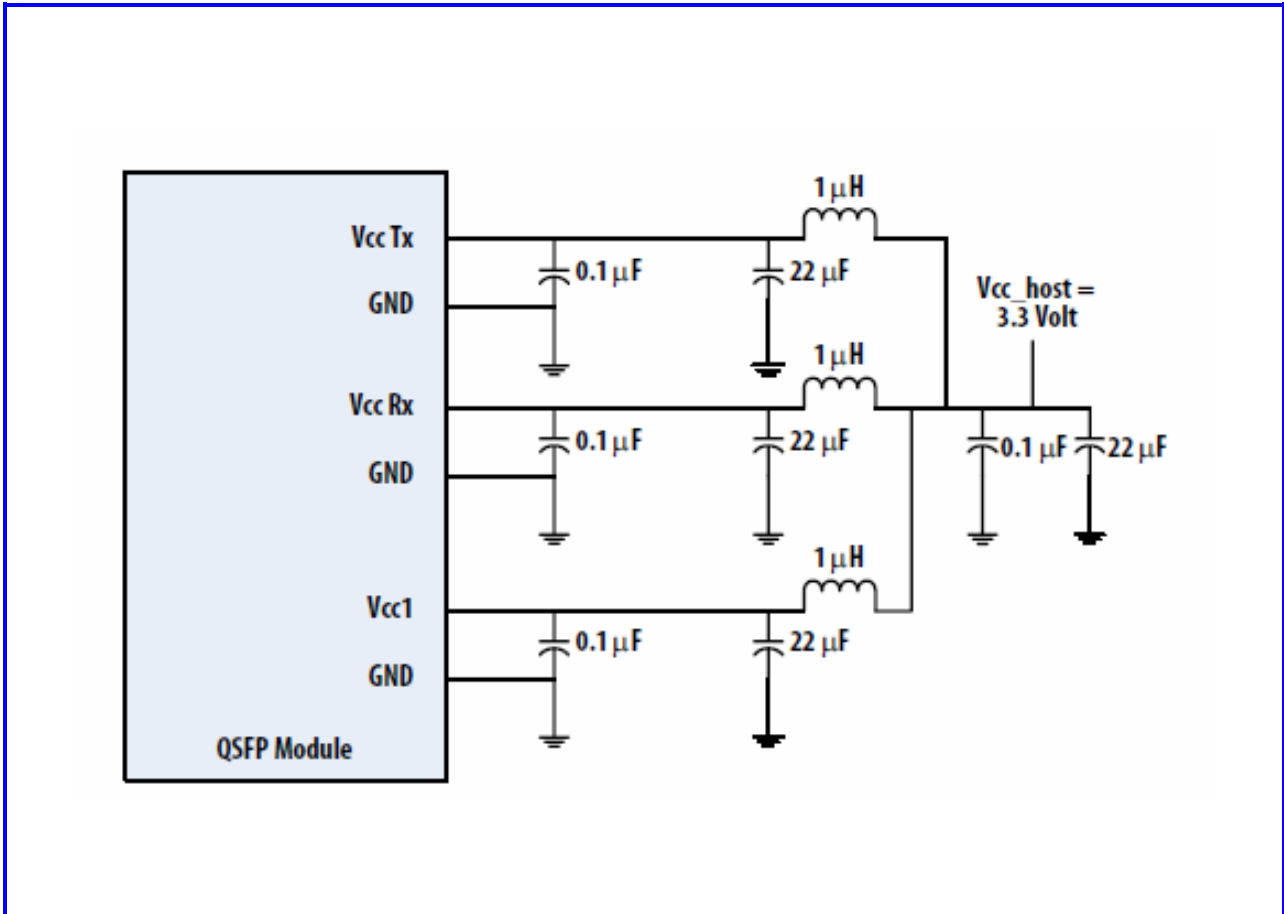 1 μH
Vcc Tx
0.1 μF
22 μF
GND
Vcc_host =
3.3 Volt
1 μH
Vcc Rx
0.1 μF
22 μF
0.1 μF
22 μF
GND
1 μH
Vcc1
0.1 μF
22 μF
GND
QSFP Module